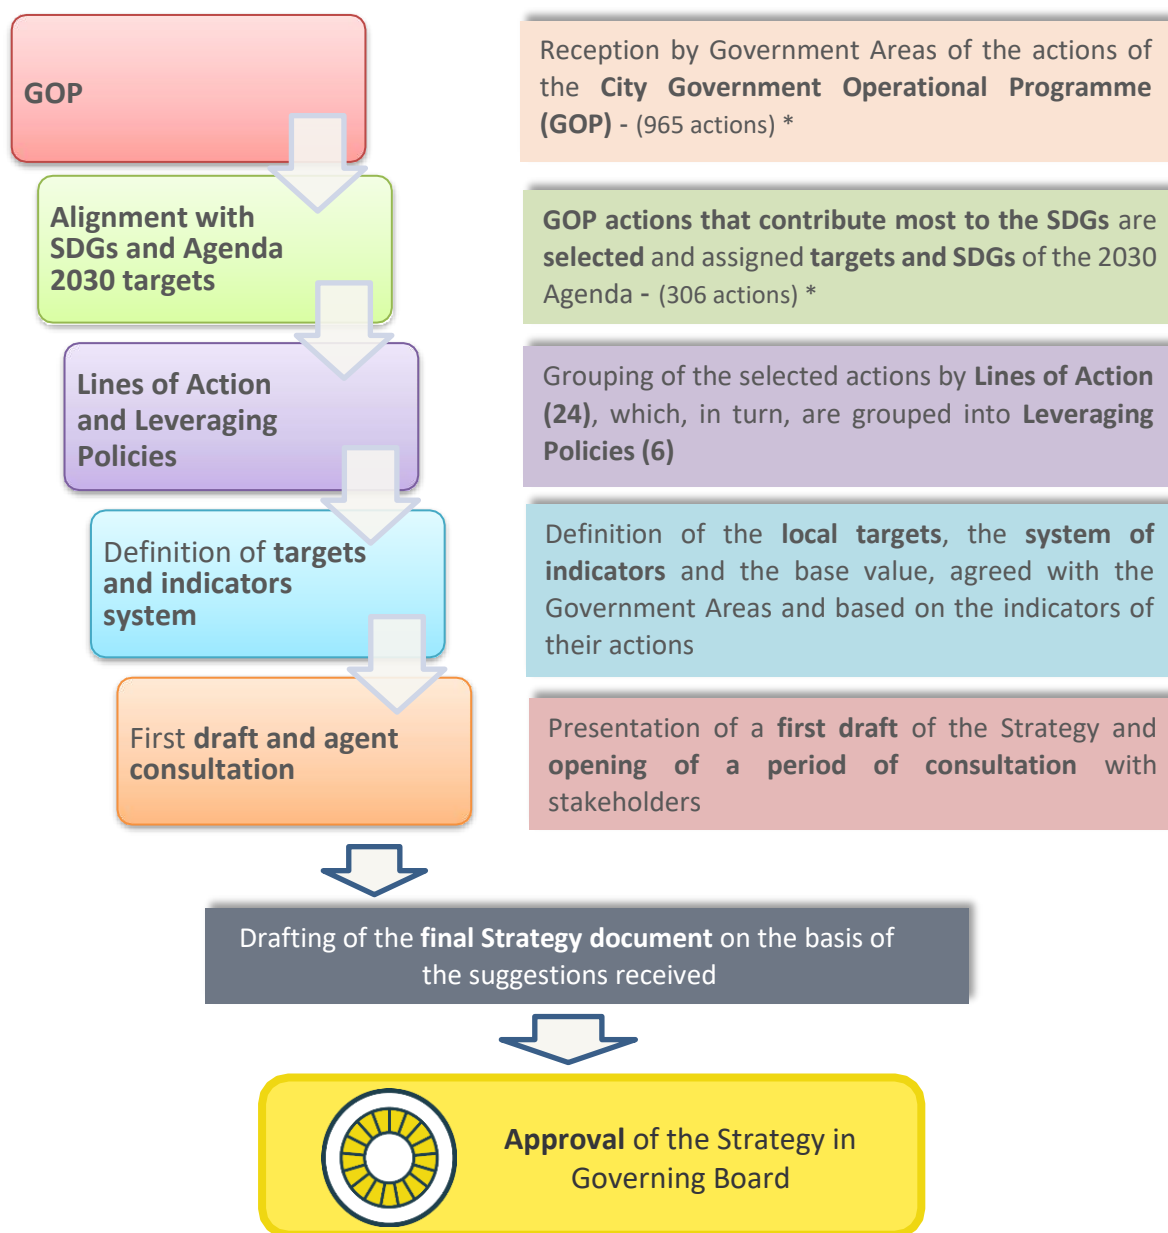 GOP
Reception by Government Areas of the actions of
the City Government Operational Programme
(GOP) - (965 actions) *
Alignment with
SDGs and Agenda
2030 targets
GOP actions that contribute most to the SDGs are
selected and assigned targets and SDGs of the 2030
Agenda - (306 actions) *
Lines of Action
and Leveraging
Policies
Grouping of the selected actions by Lines of Action
(24), which, in turn, are grouped into Leveraging
Policies (6)
Definition of targets
and indicators
system
Definition of the local targets, the system of
indicators and the base value, agreed with the
Government Areas and based on the indicators of
their actions
First draft and agent
consultation
Presentation of a first draft of the Strategy and
opening of a period of consultation with
stakeholders
Drafting of the final Strategy document on the basis of
the suggestions received
Approval of the Strategy in
Governing Board